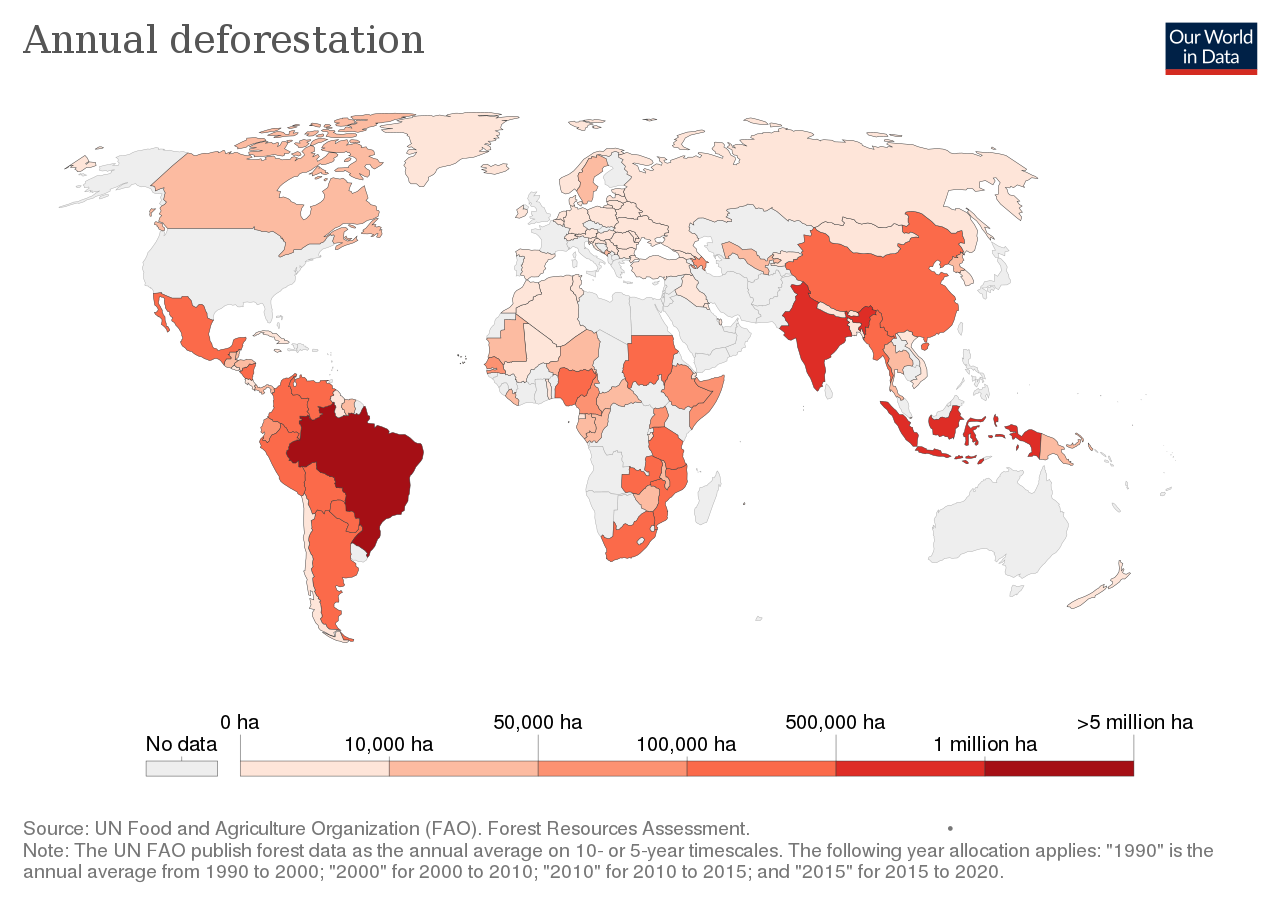 Annual deforestation
Our World
in Data
0 ha
50,000 ha
500,000 ha
>5 million ha
No data
10,000 ha
100,000 ha
1 million ha
Source: UN Food and Agriculture Organization (FAO). Forest Resources Assessment.
Note: The UN FAO publish forest data as the annual average on 10- or 5-year timescales. The following year allocation applies: "1990" is the
annual average from 1990 to 2000; "2000" for 2000 to 2010; "2010" for 2010 to 2015; and "2015" for 2015 to 2020.